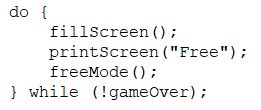 do {
    fillScreen();
    printScreen("Free");
    freeMode();
} while (!gameOver);